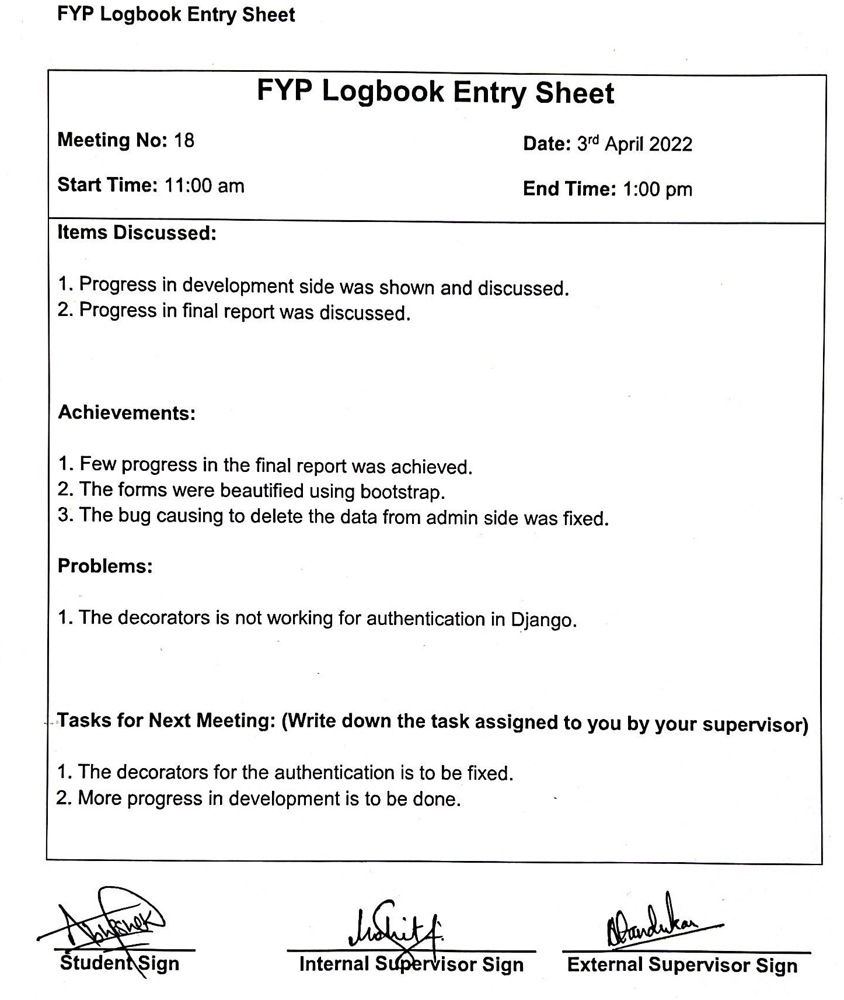 FYP Logbook Entry Sheet
FYP Logbook Entry Sheet
Meeting No: 18
Date: 3rd April 2022
Start Time: 11:00 am
End Time: 1:00 pm
Items Discussed:
1. Progress in development side was shown and discussed.
2. Progress in final report was discussed.
Achievements:
1. Few progress in the final report was achieved.
2. The forms were beautified using bootstrap.
3. The bug causing to delete the data from admin side was fixed.
Problems:
1. The decorators is not working for authentication in Django.
Tasks for Next Meeting: (Write down the task assigned to you by your supervisor)
1. The decorators for the authentication is to be fixed.
2. More progress in development is to be done.
Student Sign
Internal Supervisor Sign
External Supervisor Sign